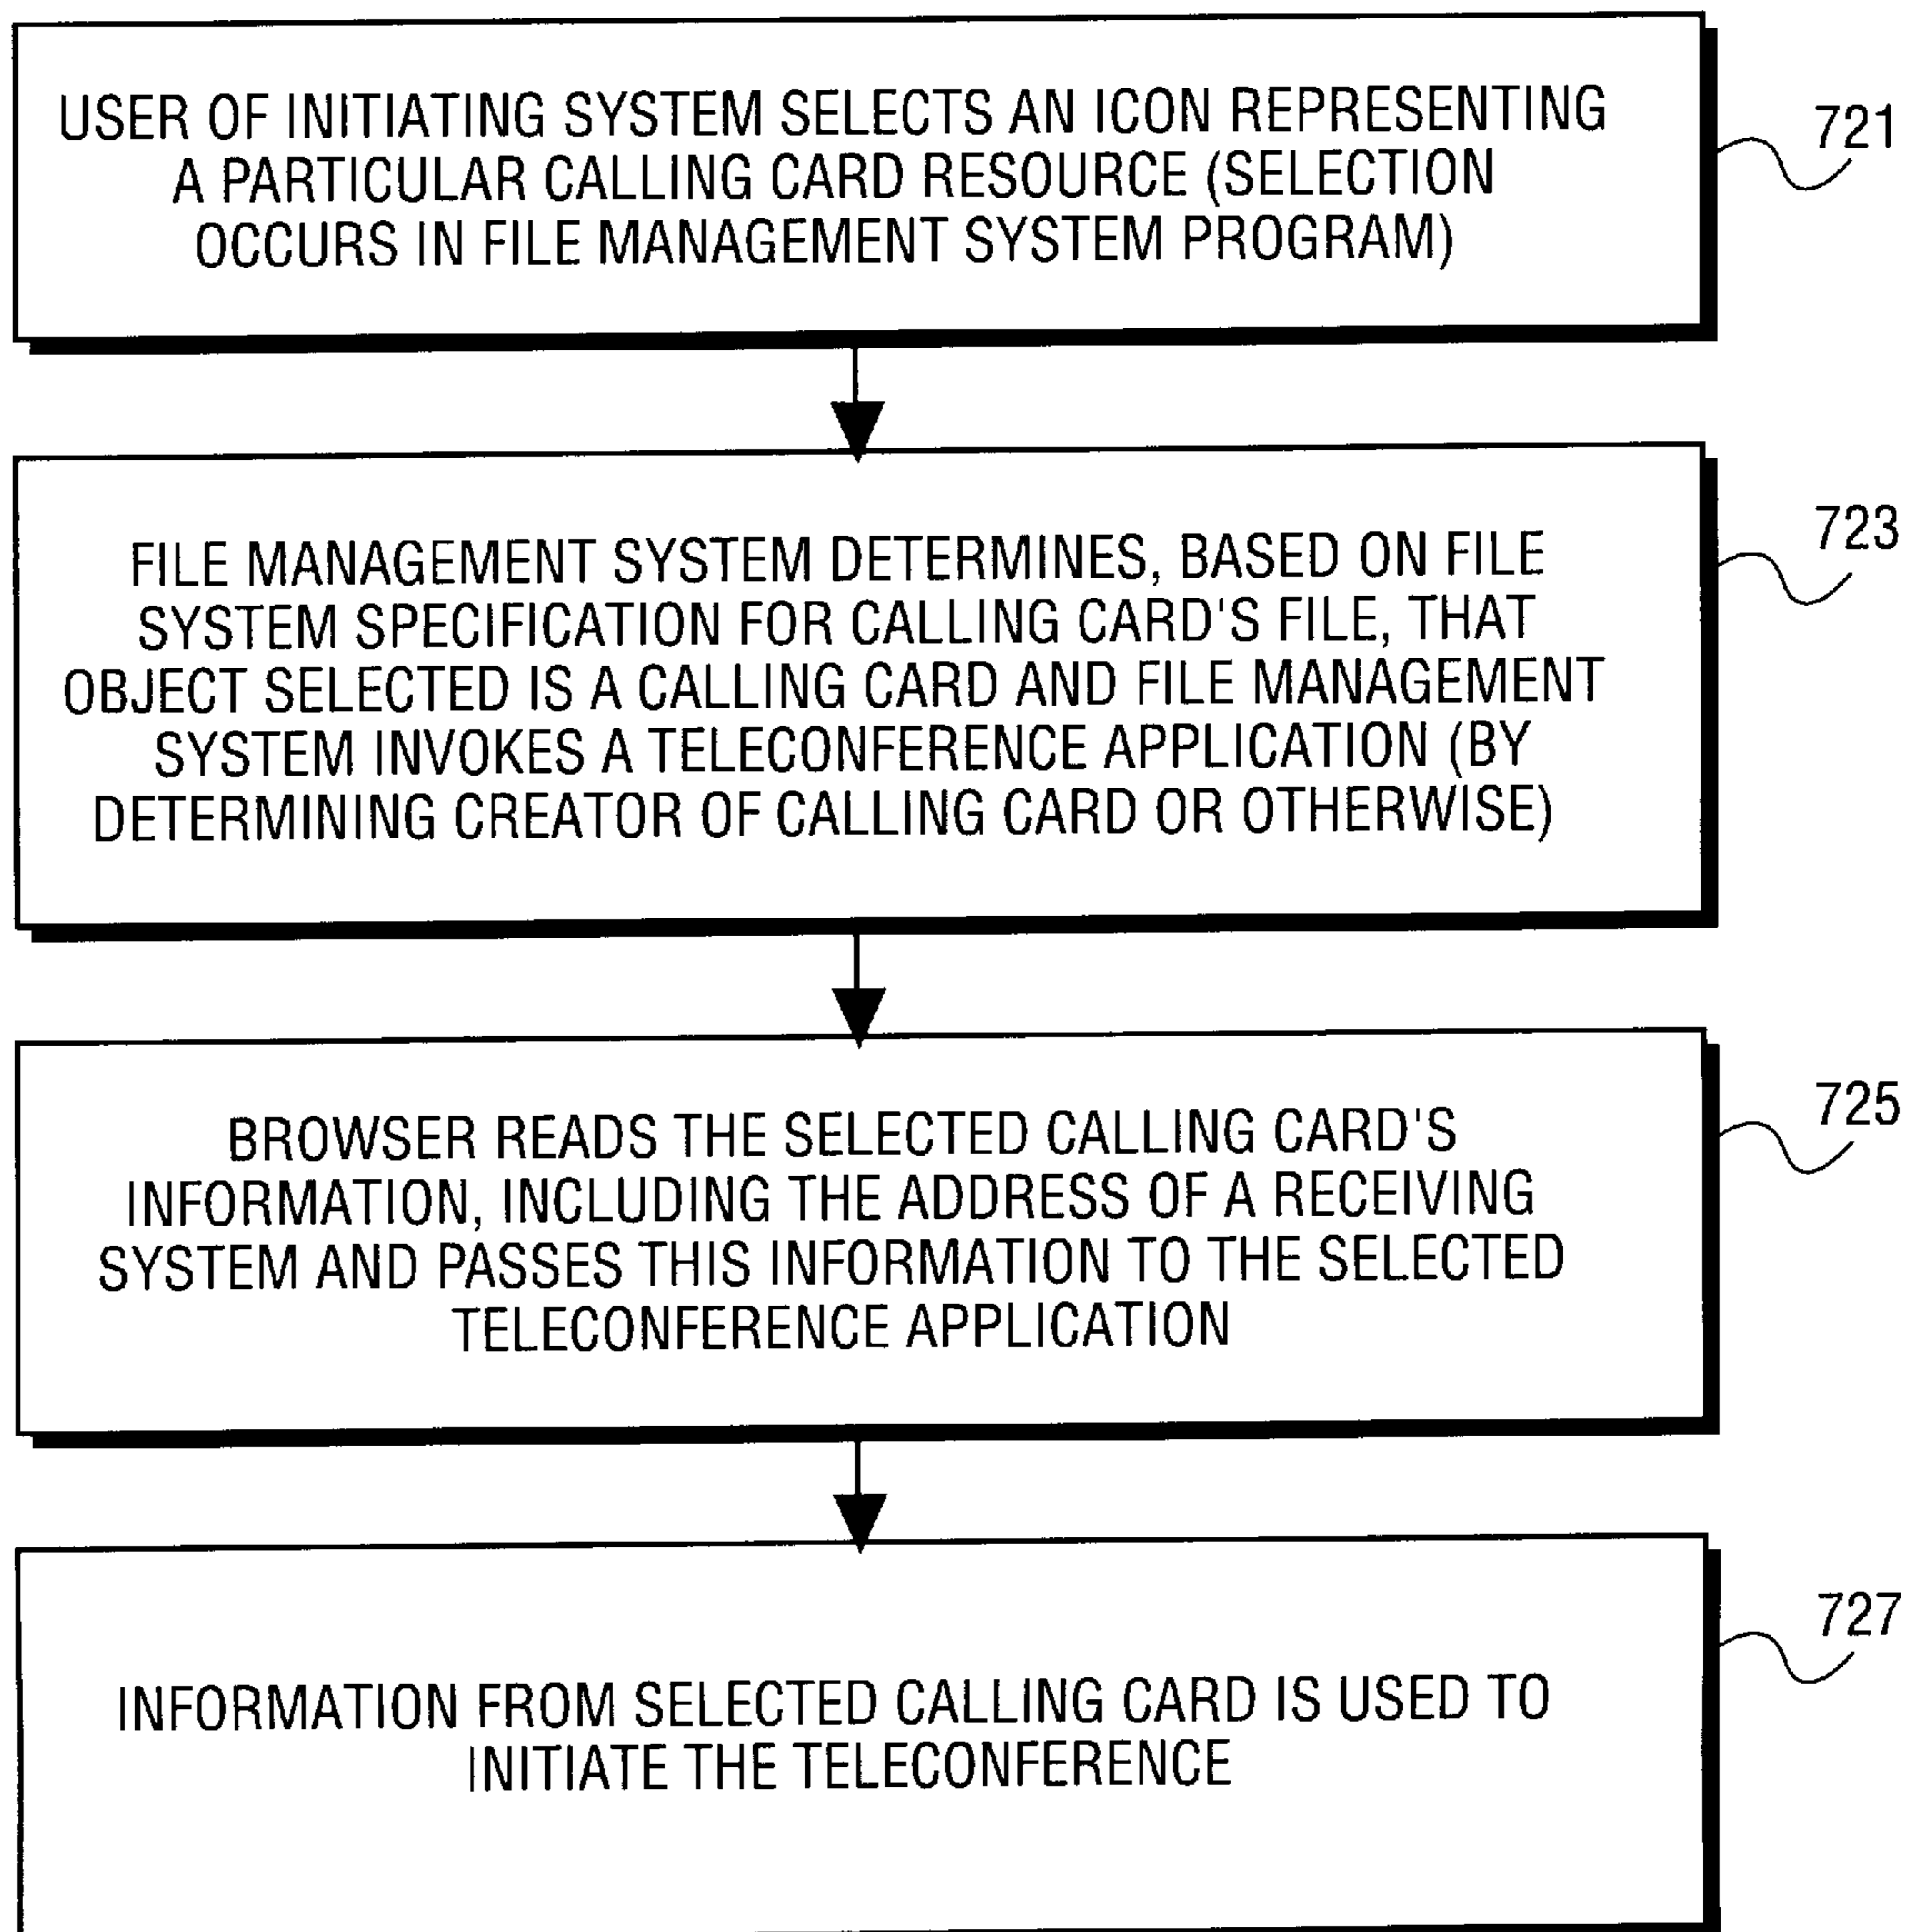 USER OF INITIATING SYSTEM SELECTS AN ICON REPRESENTING
A PARTICULAR CALLING CARD RESOURCE (SELECTION
OCCURS IN FILE MANAGEMENT SYSTEM PROGRAM)
721
FILE MANAGEMENT SYSTEM DETERMINES, BASED ON FILE
SYSTEM SPECIFICATION FOR CALLING CARD'S FILE, THAT
OBJECT SELECTED IS A CALLING CARD AND FILE MANAGEMENT
SYSTEM INVOKES A TELECONFERENCE APPLICATION (BY
DETERMINING CREATOR OF CALLING CARD OR OTHERWISE)
723
BROWSER READS THE SELECTED CALLING CARD'S
INFORMATION, INCLUDING THE ADDRESS OF A RECEIVING
SYSTEM AND PASSES THIS INFORMATION TO THE SELECTED
TELECONFERENCE APPLICATION
725
INFORMATION FROM SELECTED CALLING CARD IS USED TO
INITIATE THE TELECONFERENCE
727